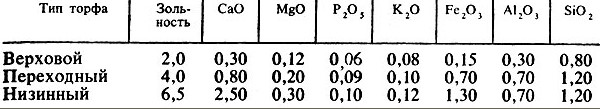 Тип торфа Золь- CaO MgO P₂O₅ K₂O Fe₂O₃ Al₂O₃ SiO₂
ность
Верховой 2,0 0,30 0,12 0,06 0,08 0,15 0,30 0,80
Переходный 4,0 0,80 0,20 0,09 0,10 0,70 0,70 1,20
Низинный 6,5 2,50 0,30 0,10 0,12 1,30 0,70 1,20